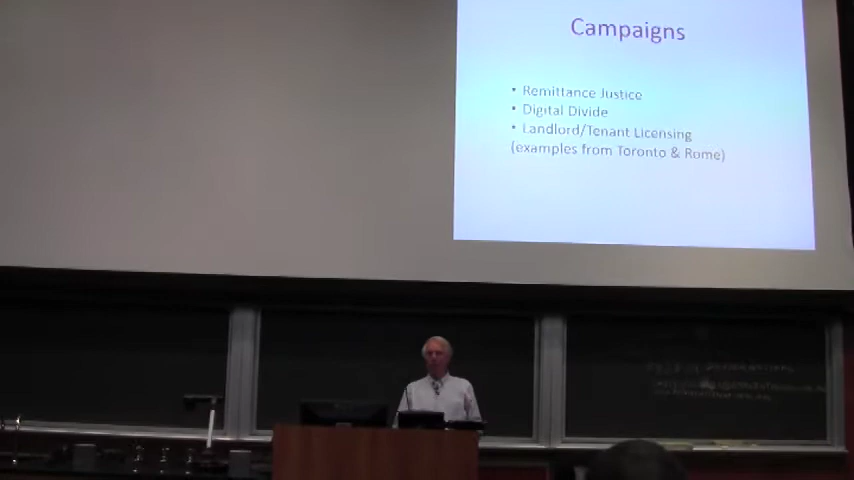 Campaigns
• Remittance Justice
• Digital Divide
• Landlord/Tenant Licensing
(examples from Toronto & Rome)